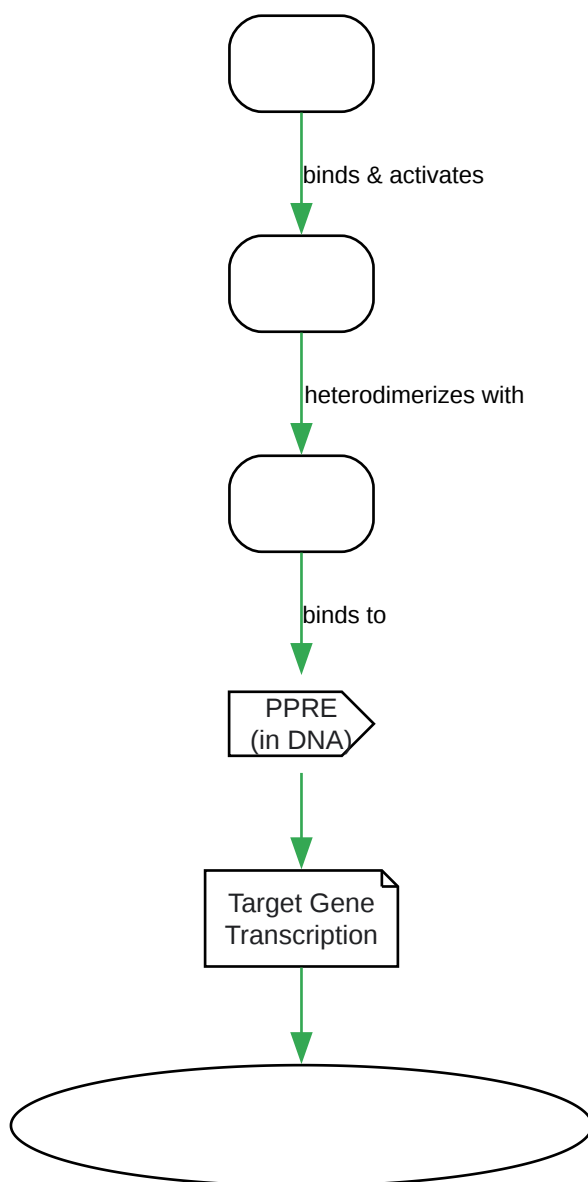 binds & activates
heterodimerizes with
binds to
PPRE
(in DNA)
Target Gene
Transcription